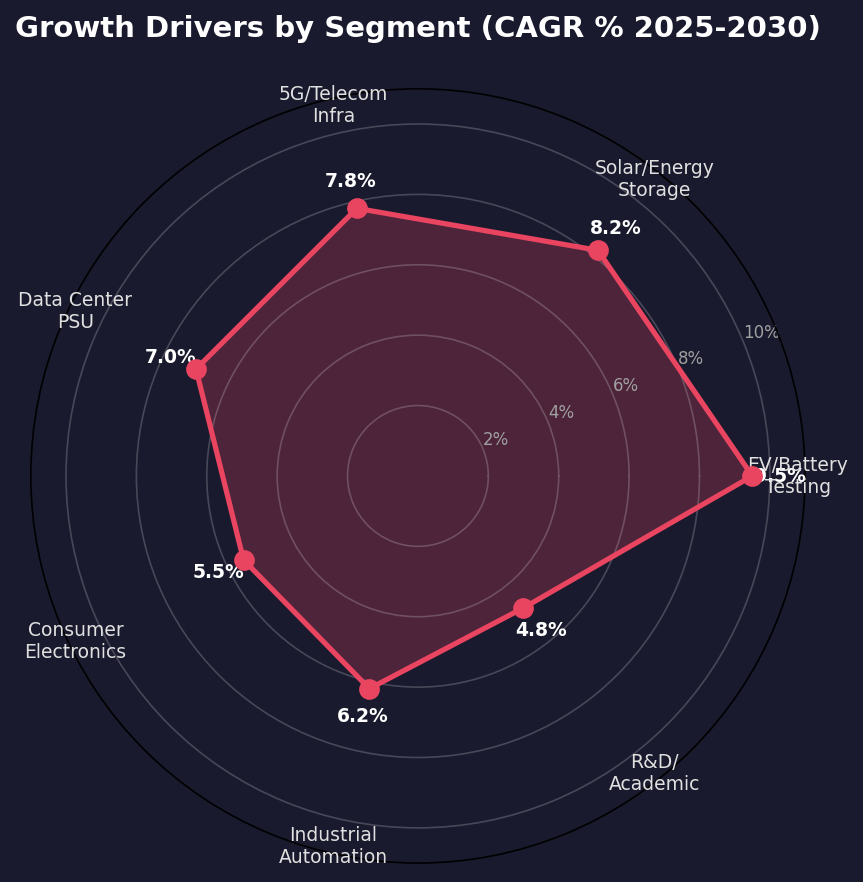 Growth Drivers by Segment (CAGR % 2025-2030)
5G/Telecom
Infra
7.8%
Solar/Energy
Storage
8.2%
Data Center
PSU
7.0%
10%
8%
6%
4%
2%
EV/Battery
Testing
5.5%
4.8%
Consumer
Electronics
6.2%
R&D/
Academic
Industrial
Automation